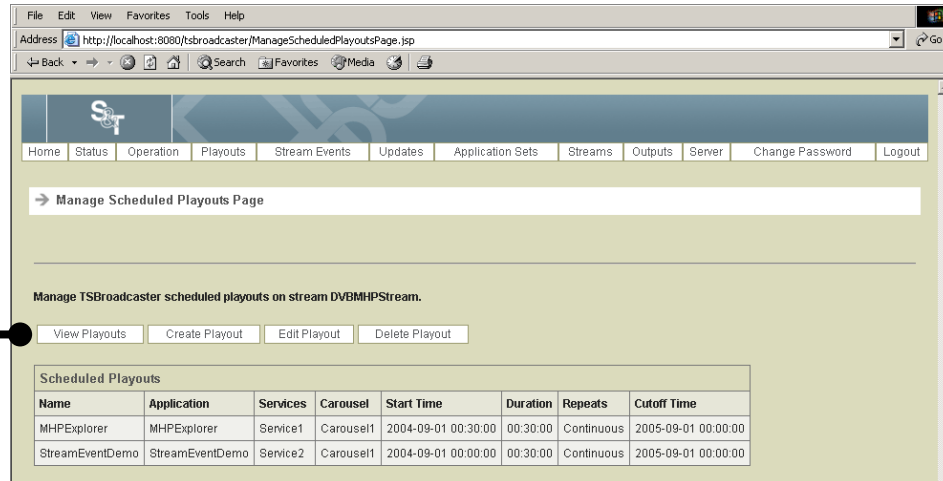 File Edit View Favorites Tools Help
Address http://localhost:8080/tsbroadcaster/ManageScheduledPlayoutsPage.jsp Go
Back Search Favorites Media
S&T
Home Status Operation Playouts Stream Events Updates Application Sets Streams Outputs Server Change Password Logout
Manage Scheduled Playouts Page
Manage TSBroadcaster scheduled playouts on stream DVBMHPStream.
View Playouts Create Playout Edit Playout Delete Playout
Scheduled Playouts
Name Application Services Carousel Start Time Duration Repeats Cutoff Time
MHPExplorer MHPExplorer Service1 Carousel1 2004-09-01 00:30:00 00:30:00 Continuous 2005-09-01 00:00:00
StreamEventDemo StreamEventDemo Service2 Carousel1 2004-09-01 00:00:00 00:30:00 Continuous 2005-09-01 00:00:00